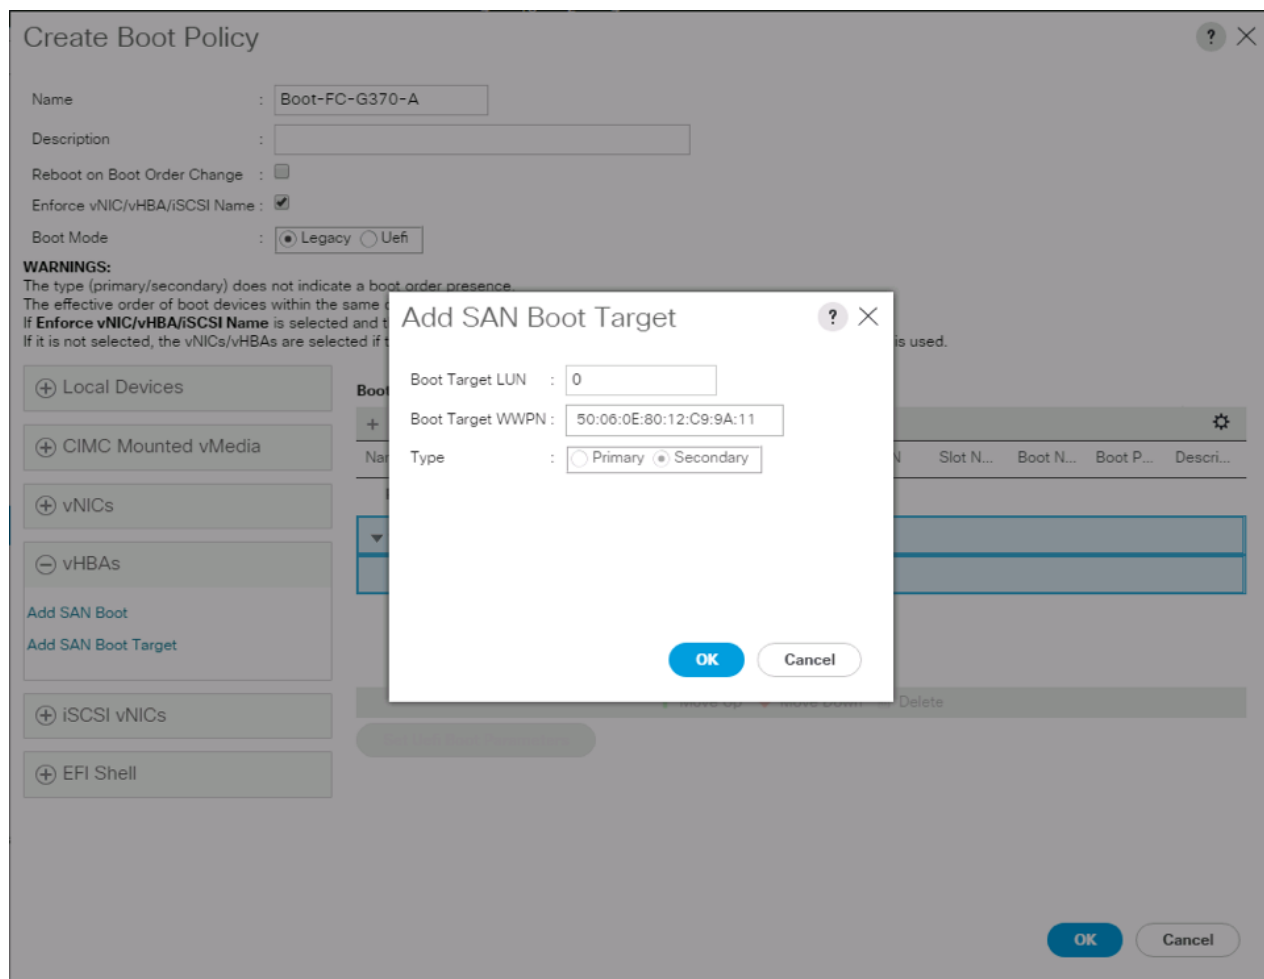 Create Boot Policy
?
Name : Boot-FC-G370-A
Description :
Reboot on Boot Order Change :
Enforce vNIC/vHBA/iSCSI Name :
Boot Mode : Legacy Uefi
WARNINGS:
The type (primary/secondary) does not indicate a boot order presence.
The effective order of boot devices within the same
If Enforce vNIC/vHBA/iSCSI Name is selected and
If it is not selected, the vNICs/vHBAs are selected if is used.
Add SAN Boot Target ?
Boot Target LUN : 0
Boot Target WWPN : 50:06:0E:80:12:C9:9A:11
Type : Primary Secondary
OK Cancel
Local Devices
CIMC Mounted vMedia
vNICs
vHBAs
Add SAN Boot
Add SAN Boot Target
iSCSI vNICs
EFI Shell
Boot
+
Slot N... Boot N... Boot P... Descri...
Move Up Move Down Delete
OK Cancel